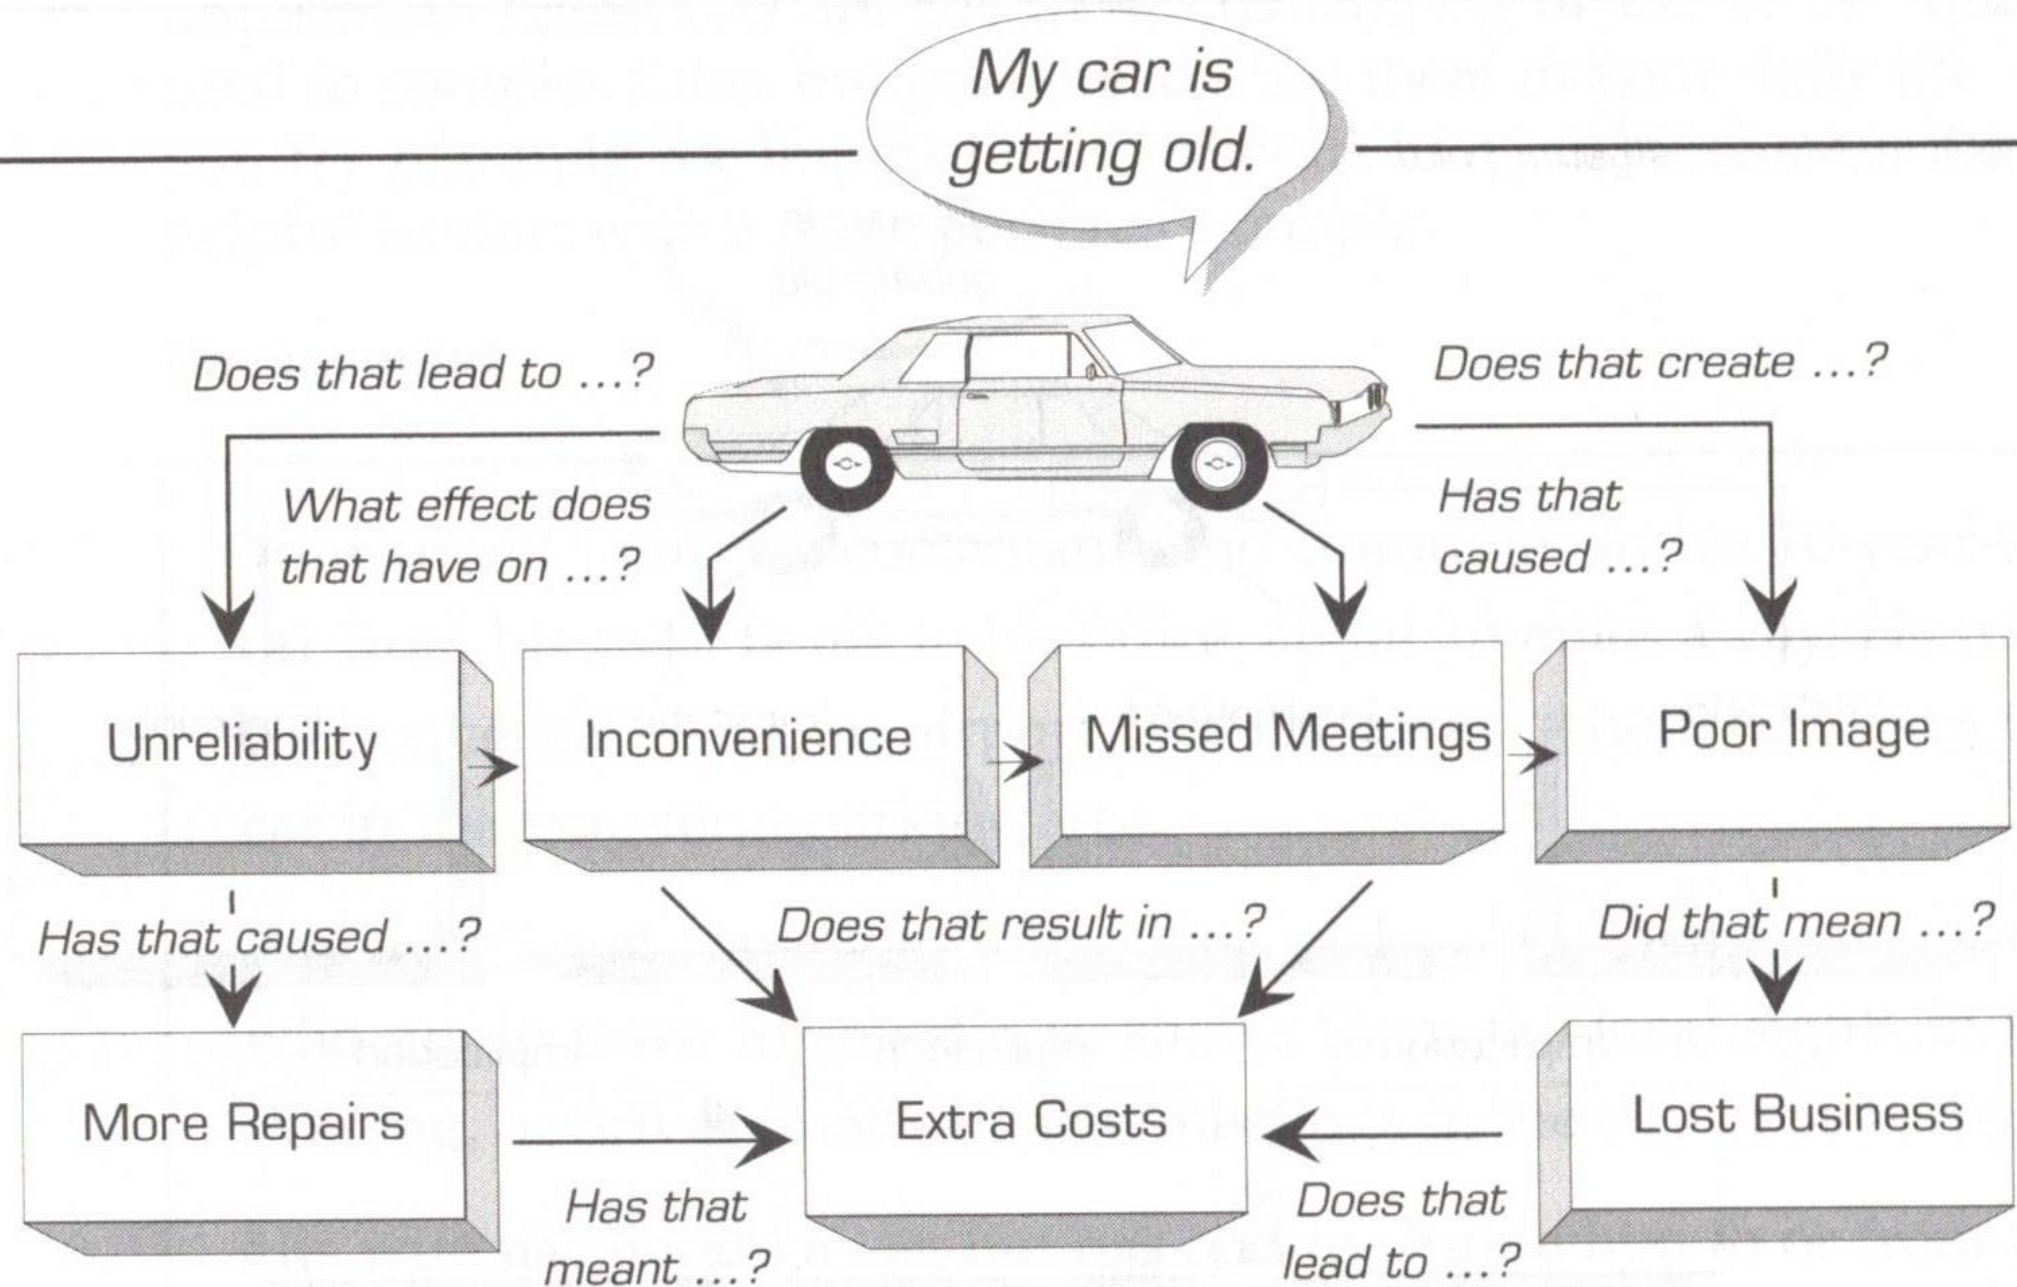 My car is
getting old.
Does that lead to ...?
Does that create ...?
What effect does
that have on ...?
Has that
caused ...?
Unreliability
Inconvenience
Missed Meetings
Poor Image
Has that caused ...?
Does that result in ...?
Did that mean ...?
More Repairs
Extra Costs
Lost Business
Has that
meant ...?
Does that
lead to ...?